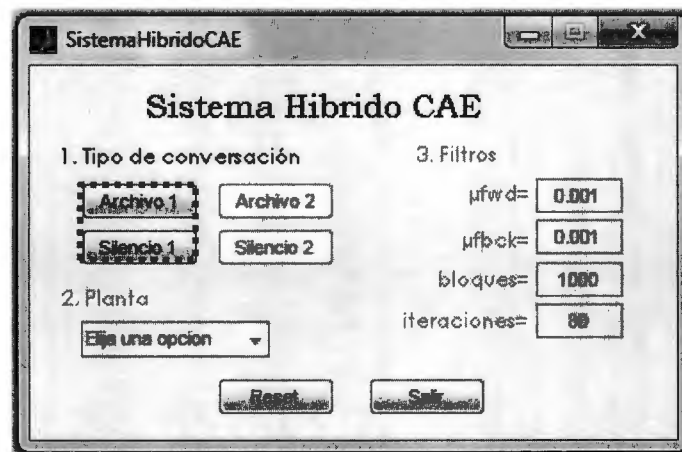 SistemaHibridoCAE
Sistema Hibrido CAE
1. Tipo de conversación
Archivo 1 Archivo 2
Silencio 1 Silencio 2
2. Planta
Elija una opcion
3. Filtros
µfwd= 0.001
µfbck= 0.001
bloques= 1000
iteraciones= 80
Reset Salir